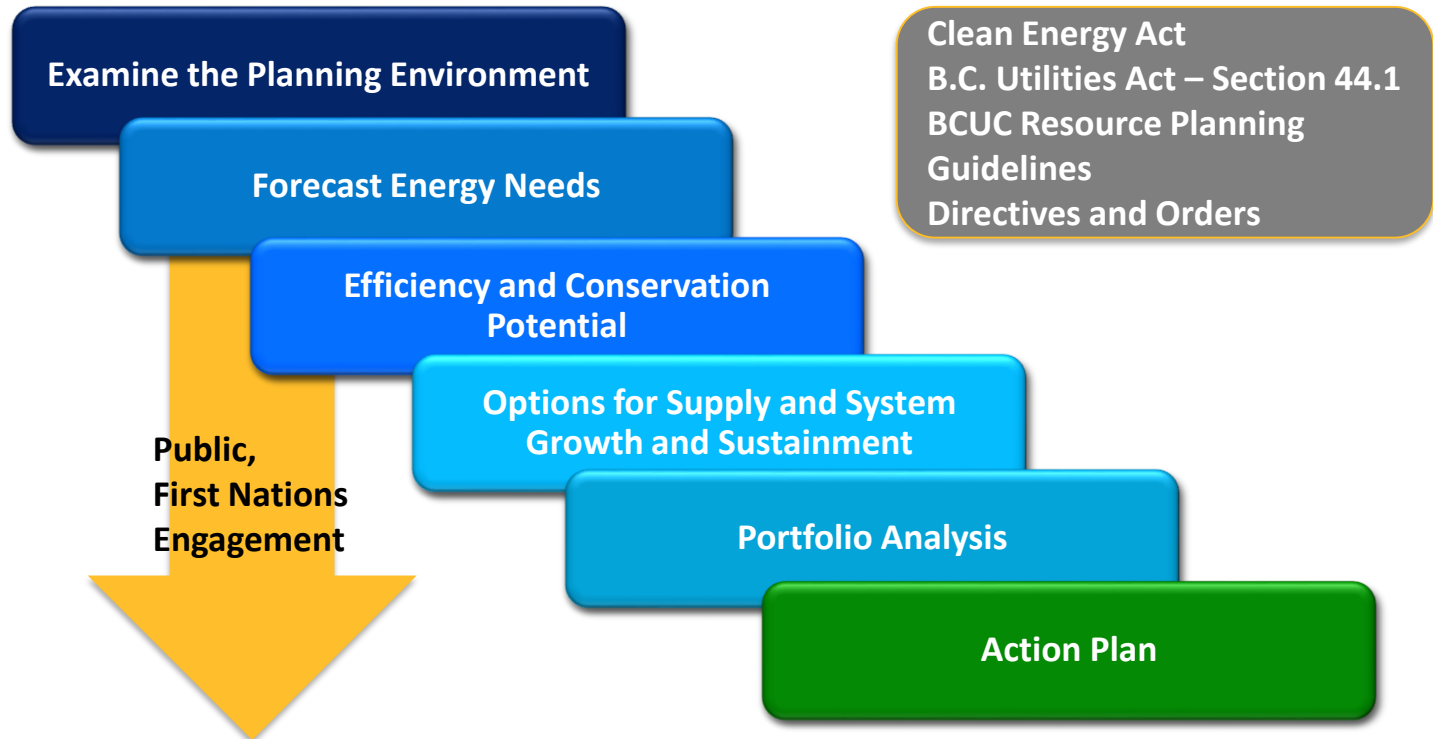 Examine the Planning Environment
Clean Energy Act
B.C. Utilities Act – Section 44.1
BCUC Resource Planning
Guidelines
Directives and Orders
Forecast Energy Needs
Efficiency and Conservation
Potential
Options for Supply and System
Growth and Sustainment
Public,
First Nations
Engagement
Portfolio Analysis
Action Plan